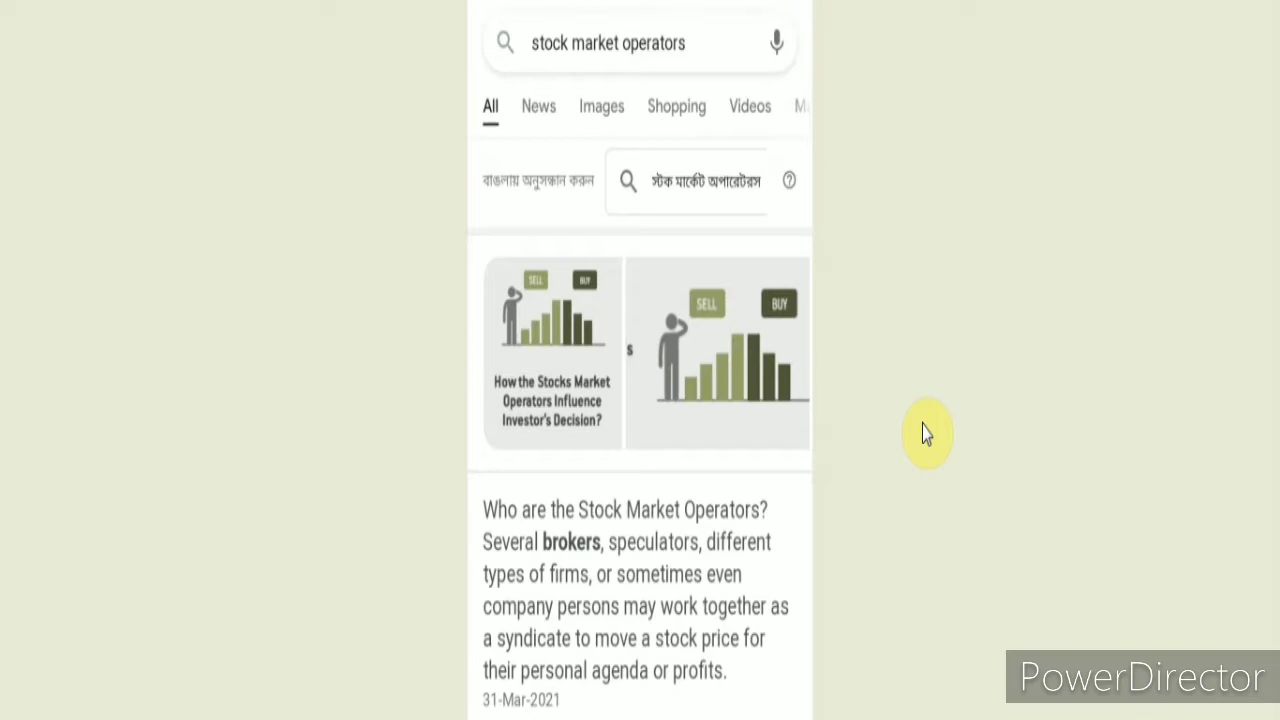 stock market operators
All News Images Shopping Videos
বাঙলায় অনুসন্ধান করুন স্টক মার্কেট অপারেটরস
SELL BUY
How the Stocks Market
Operators Influence
Investor's Decision?
s
SELL BUY
Who are the Stock Market Operators?
Several brokers, speculators, different
types of firms, or sometimes even
company persons may work together as
a syndicate to move a stock price for
their personal agenda or profits.
31-Mar-2021
PowerDirector